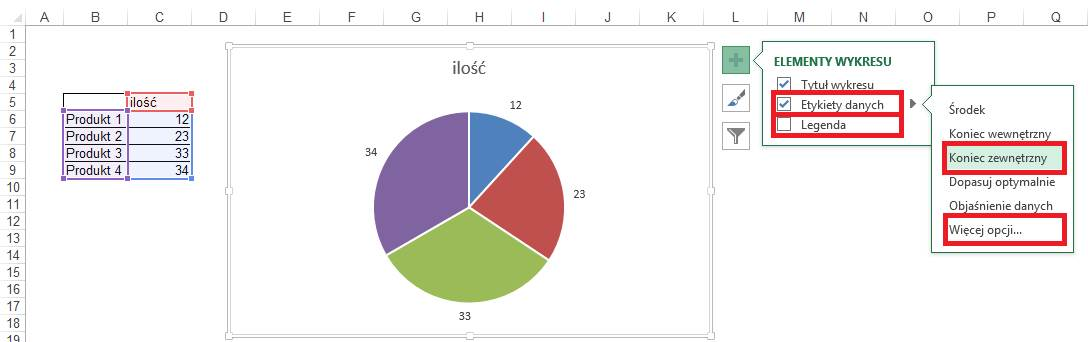 A B C D E F G H I J K L M N O P Q
1
2
3 ELEMENTY WYKRESU
4 ilość Tytuł wykresu
5 ilość Etykiety danych
6 Produkt 1 12 12 Legenda Środek
7 Produkt 2 23 Koniec wewnętrzny
8 Produkt 3 33 34 Koniec zewnętrzny
9 Produkt 4 34
10 23 Dopasuj optymalnie
11 Objaśnienie danych
12 Więcej opcji...
13
14
15
16
17
18 33
19